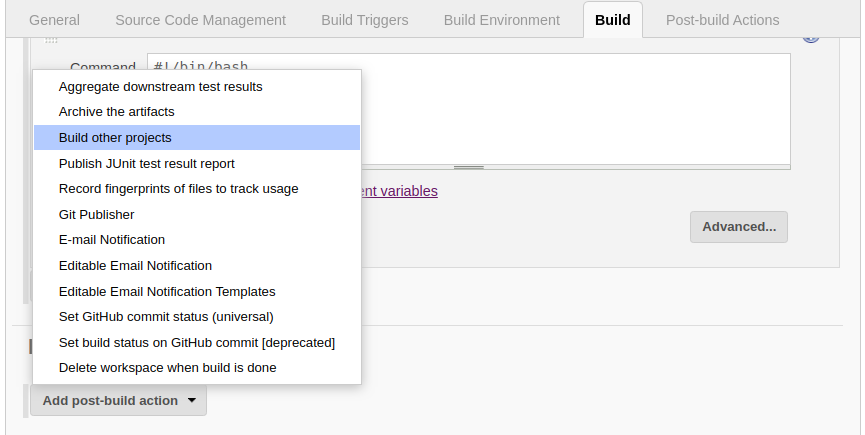 General Source Code Management Build Triggers Build Environment Build Post-build Actions
Command #!/bin/bash
Aggregate downstream test results
Archive the artifacts
Build other projects
Publish JUnit test result report
Record fingerprints of files to track usage
ent variables
Git Publisher
Advanced...
E-mail Notification
Editable Email Notification
Editable Email Notification Templates
Set GitHub commit status (universal)
Set build status on GitHub commit [deprecated]
Delete workspace when build is done
Add post-build action